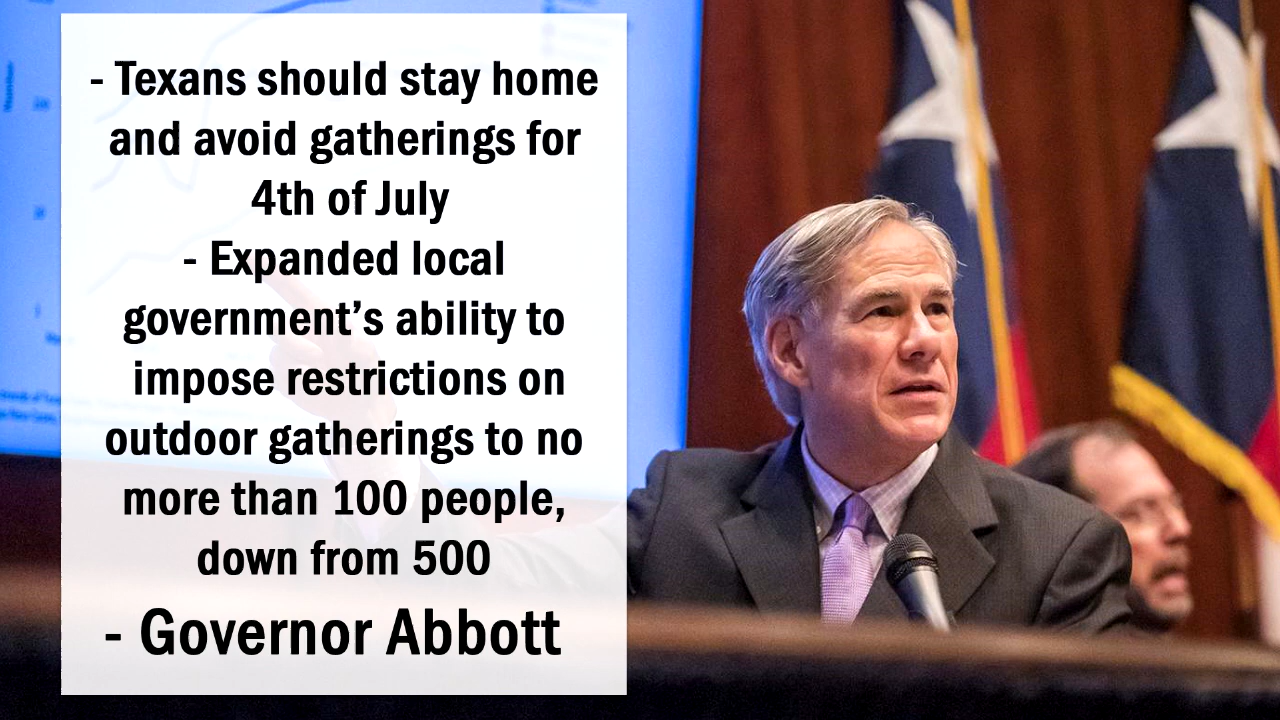 - Texans should stay home
and avoid gatherings for
4th of July
- Expanded local
government’s ability to
impose restrictions on
outdoor gatherings to no
more than 100 people,
down from 500
- Governor Abbott